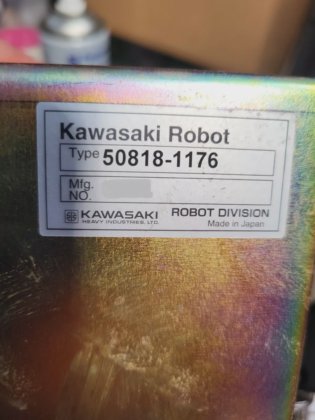 Kawasaki Robot
Type 50818-1176
Mfg.
NO.
KAWASAKI ROBOT DIVISION
HEAVY INDUSTRIES, LTD. Made in Japan